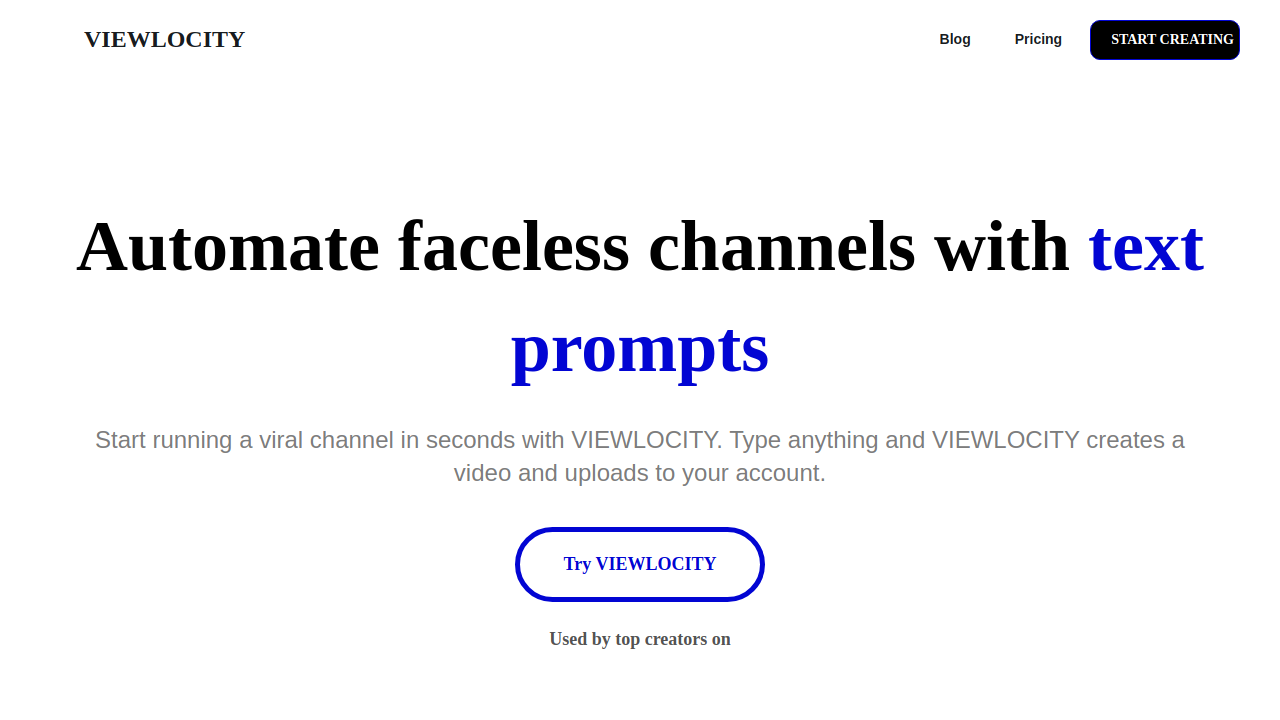 VIEWLOCITY
Blog
Pricing
START CREATING
Automate faceless channels with text
prompts
Start running a viral channel in seconds with VIEWLOCITY. Type anything and VIEWLOCITY creates a
video and uploads to your account.
Try VIEWLOCITY
Used by top creators on